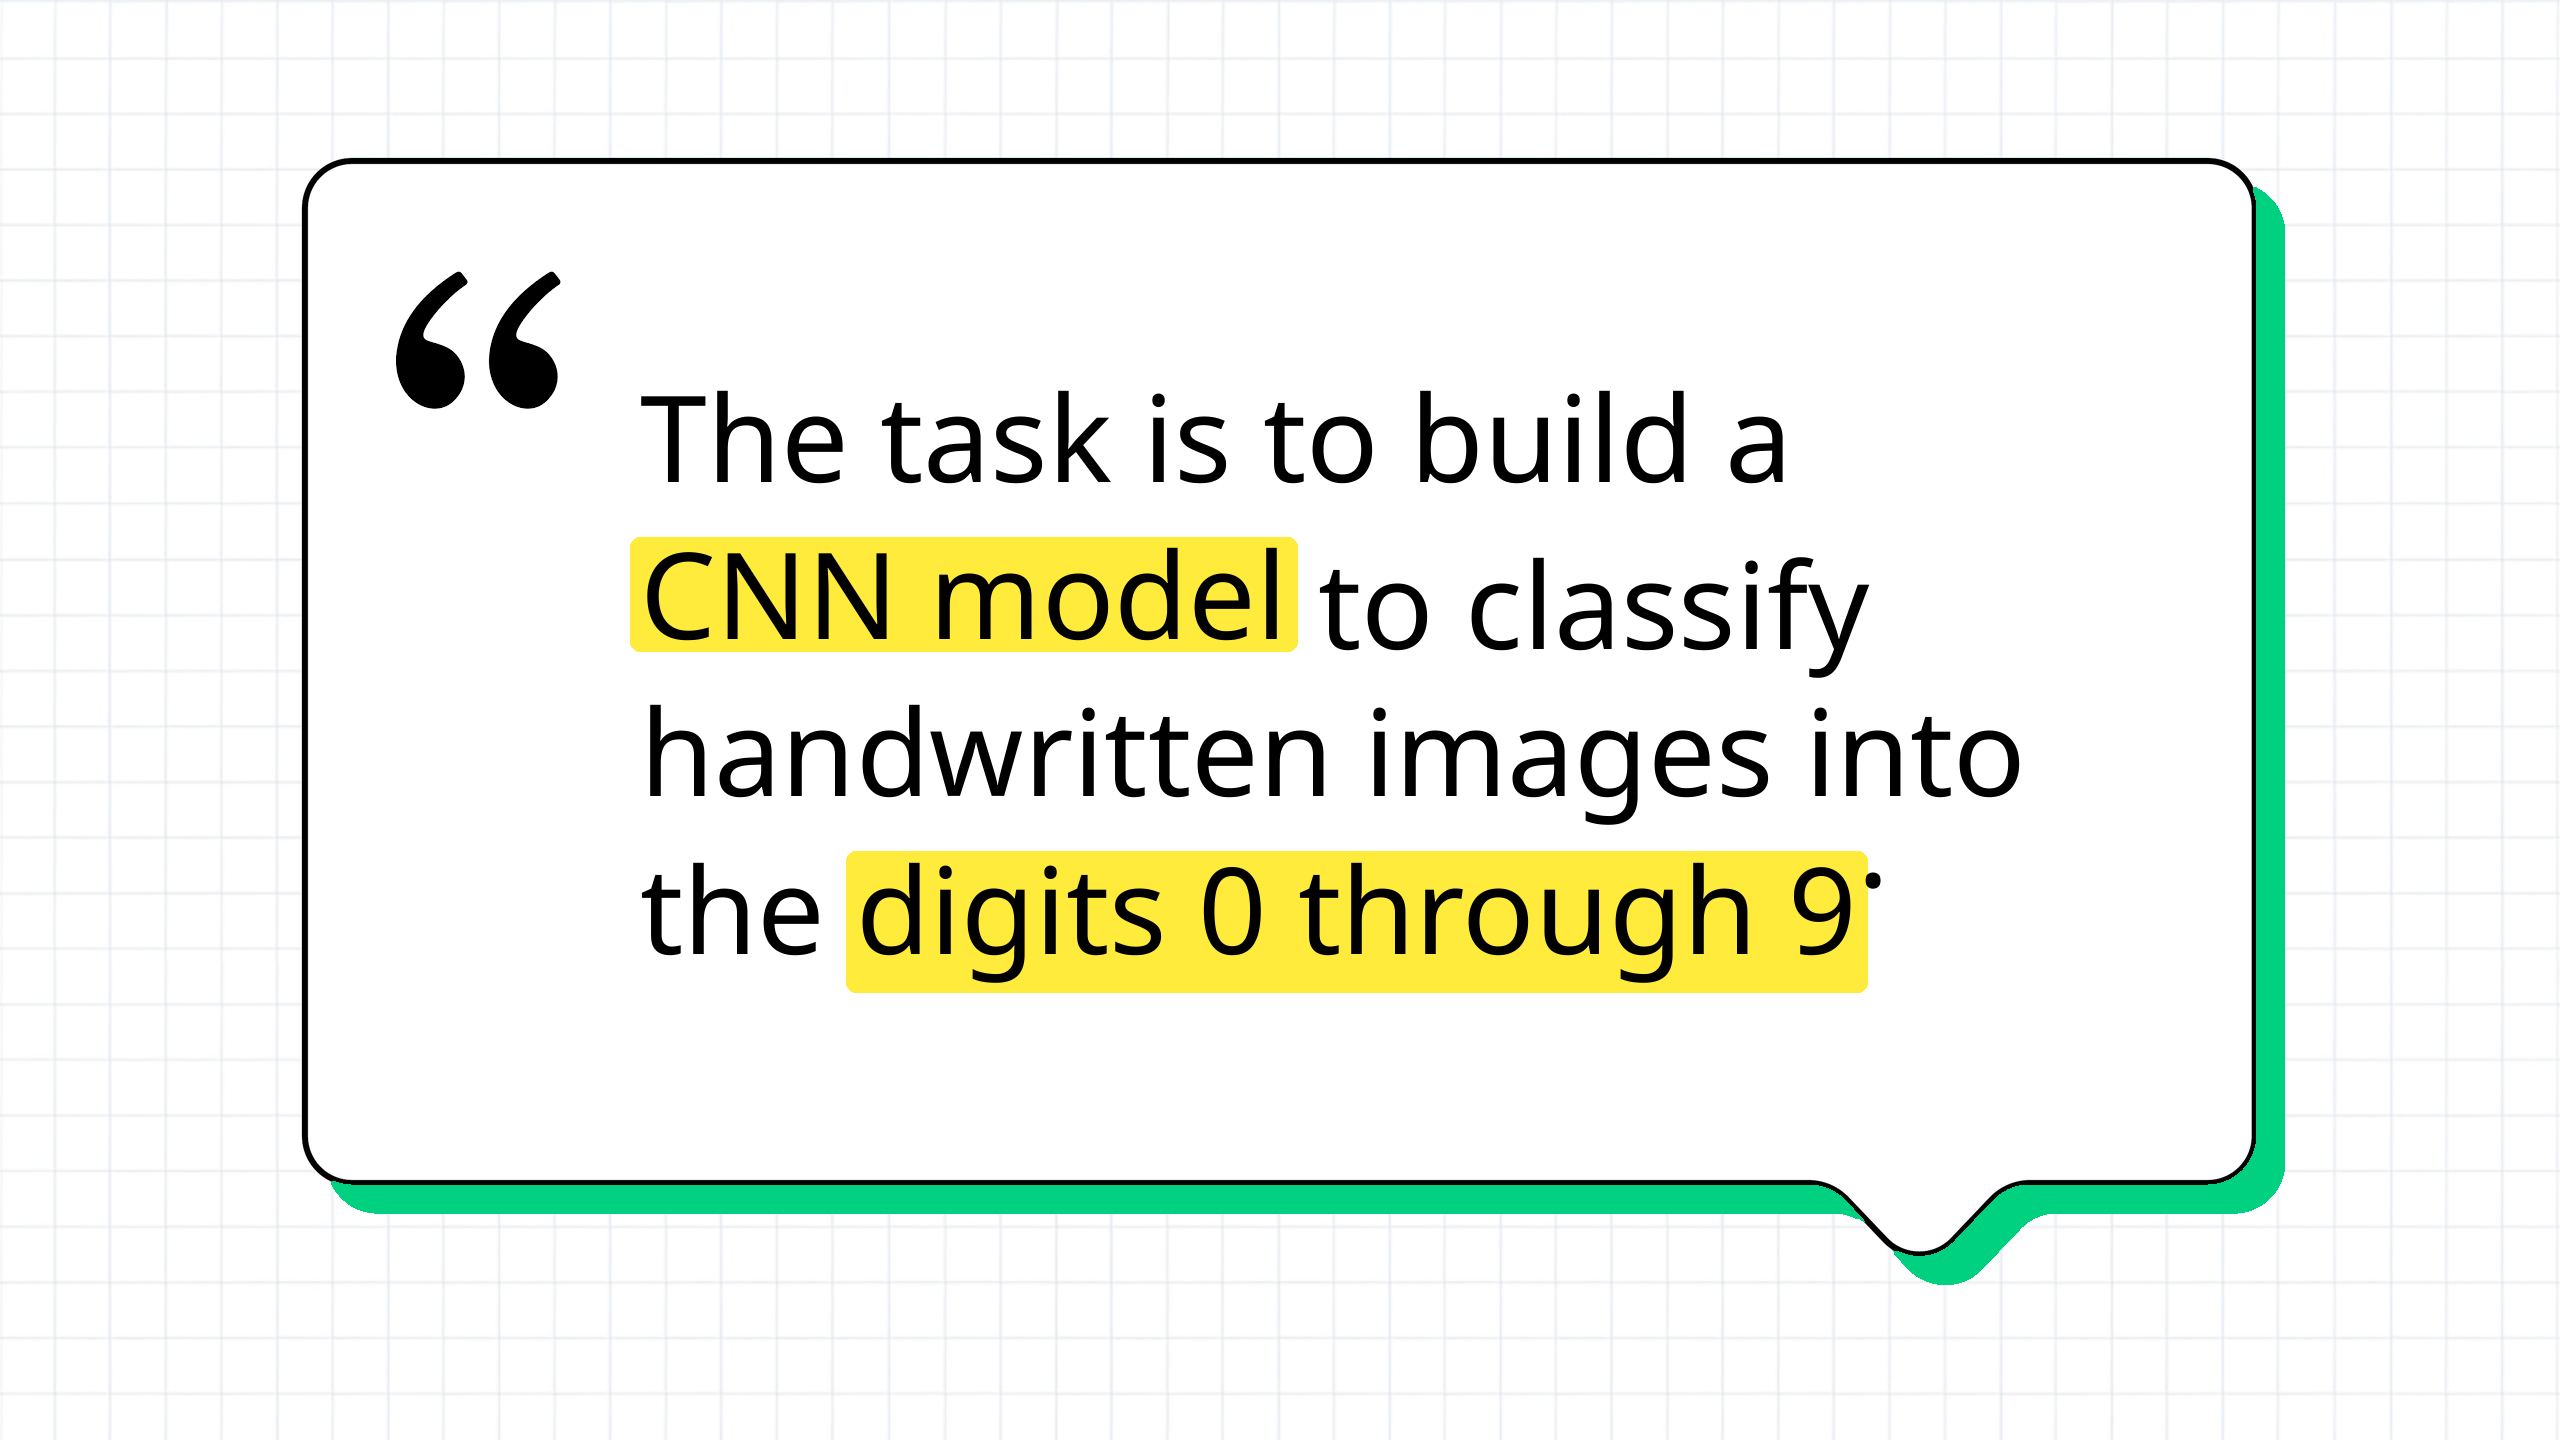 “
The task is to build a
CNN model to classify
handwritten images into
the digits 0 through 9.